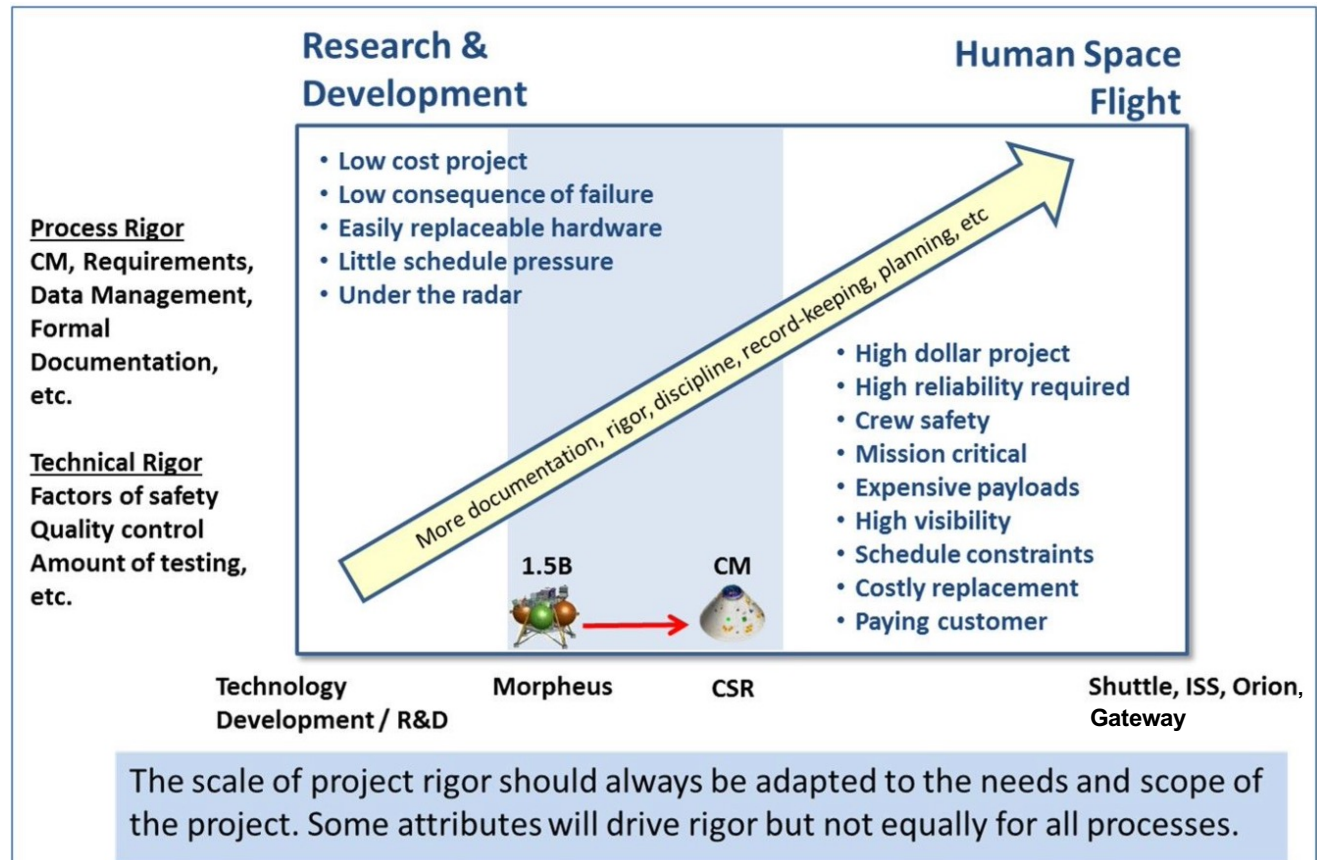 Research &
Development
Human Space
Flight
Process Rigor
CM, Requirements,
Data Management,
Formal
Documentation,
etc.
Technical Rigor
Factors of safety
Quality control
Amount of testing,
etc.
• Low cost project
• Low consequence of failure
• Easily replaceable hardware
• Little schedule pressure
• Under the radar
More documentation, rigor, discipline, record-keeping, planning, etc
• High dollar project
• High reliability required
• Crew safety
• Mission critical
• Expensive payloads
• High visibility
• Schedule constraints
• Costly replacement
• Paying customer
1.5B
CM
Technology
Development / R&D
Morpheus
CSR
Shuttle, ISS, Orion,
Gateway
The scale of project rigor should always be adapted to the needs and scope of
the project. Some attributes will drive rigor but not equally for all processes.